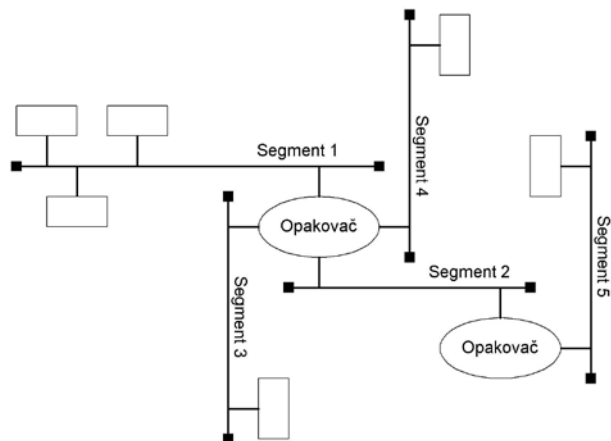 Segment 1
Segment 4
Opakovač
Segment 3
Segment 2
Segment 5
Opakovač